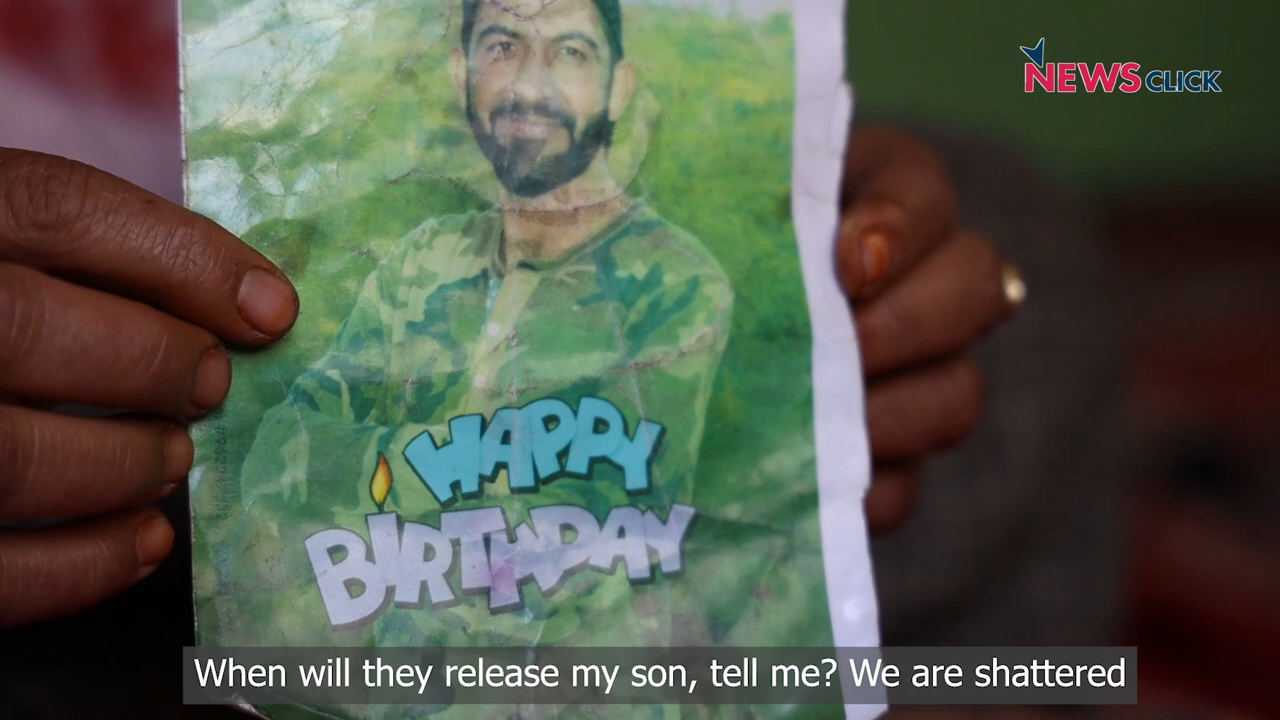 NEWSCLICK
HAPPY
BIRTHDAY
When will they release my son, tell me? We are shattered